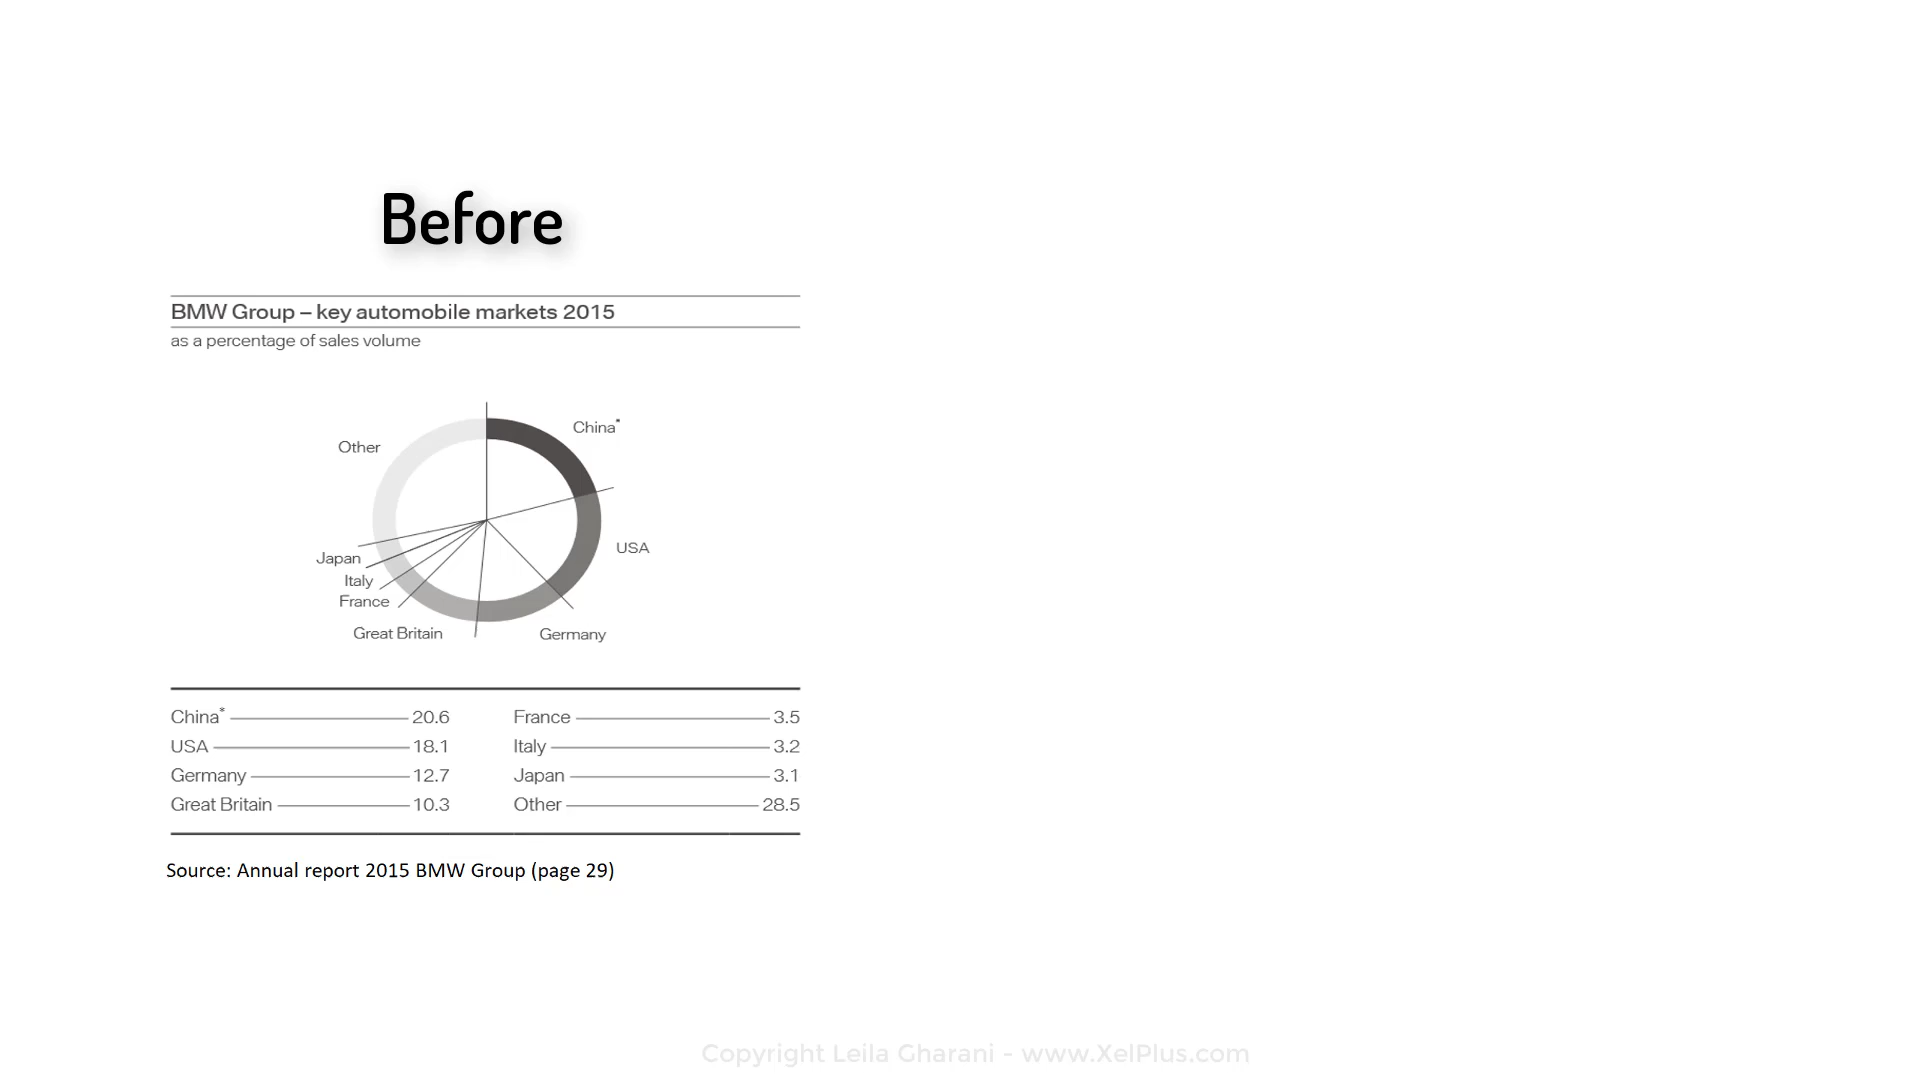 Before
BMW Group – key automobile markets 2015
as a percentage of sales volume
China*
Other
USA
Japan
Italy
France
Great Britain
Germany
China* 20.6 France 3.5
USA 18.1 Italy 3.2
Germany 12.7 Japan 3.1
Great Britain 10.3 Other 28.5
Source: Annual report 2015 BMW Group (page 29)
Copyright Leila Gharani - www.XelPlus.com